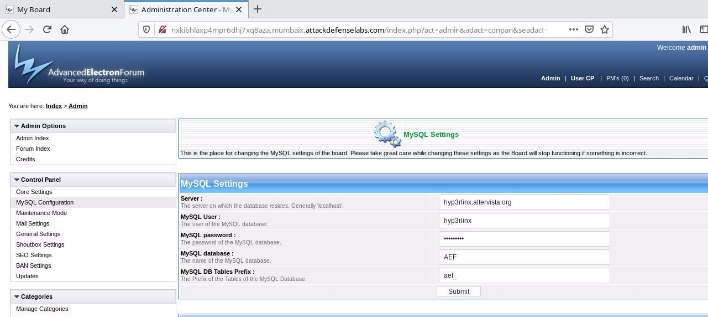 My Board
Administration Center - My
nxkibhlaxp4mpr6dhj7xq8aza.mumbaix.attackdefenselabs.com/index.php?act=admin&adact=conpan&seadact
AdvancedElectronForum
Your way of doing things
Welcome admin
Admin | User CP | PM's (0) | Search | Calendar |
You are here: Index > Admin
Admin Options
Admin Index
Forum Index
Credits
Control Panel
Core Settings
MySQL Configuration
Maintenance Mode
Mail Settings
General Settings
Shoutbox Settings
SEO Settings
BAN Settings
Updates
Categories
Manage Categories
MySQL Settings
This is the place for changing the MySQL settings of the board. Please take great care while changing these settings as the Board will stop functioning if something is incorrect.
MySQL Settings
Server :
The server on which the database resides. Generally 'localhost'
hyp3rlinx.altervista.org
MySQL User :
The user of the MySQL database.
hyp3rlinx
MySQL password :
The password of the MySQL database.
•••••••••
MySQL database :
The name of the MySQL database.
AEF
MySQL DB Tables Prefix :
The Prefix of the Tables of the MySQL Database.
aef_
Submit